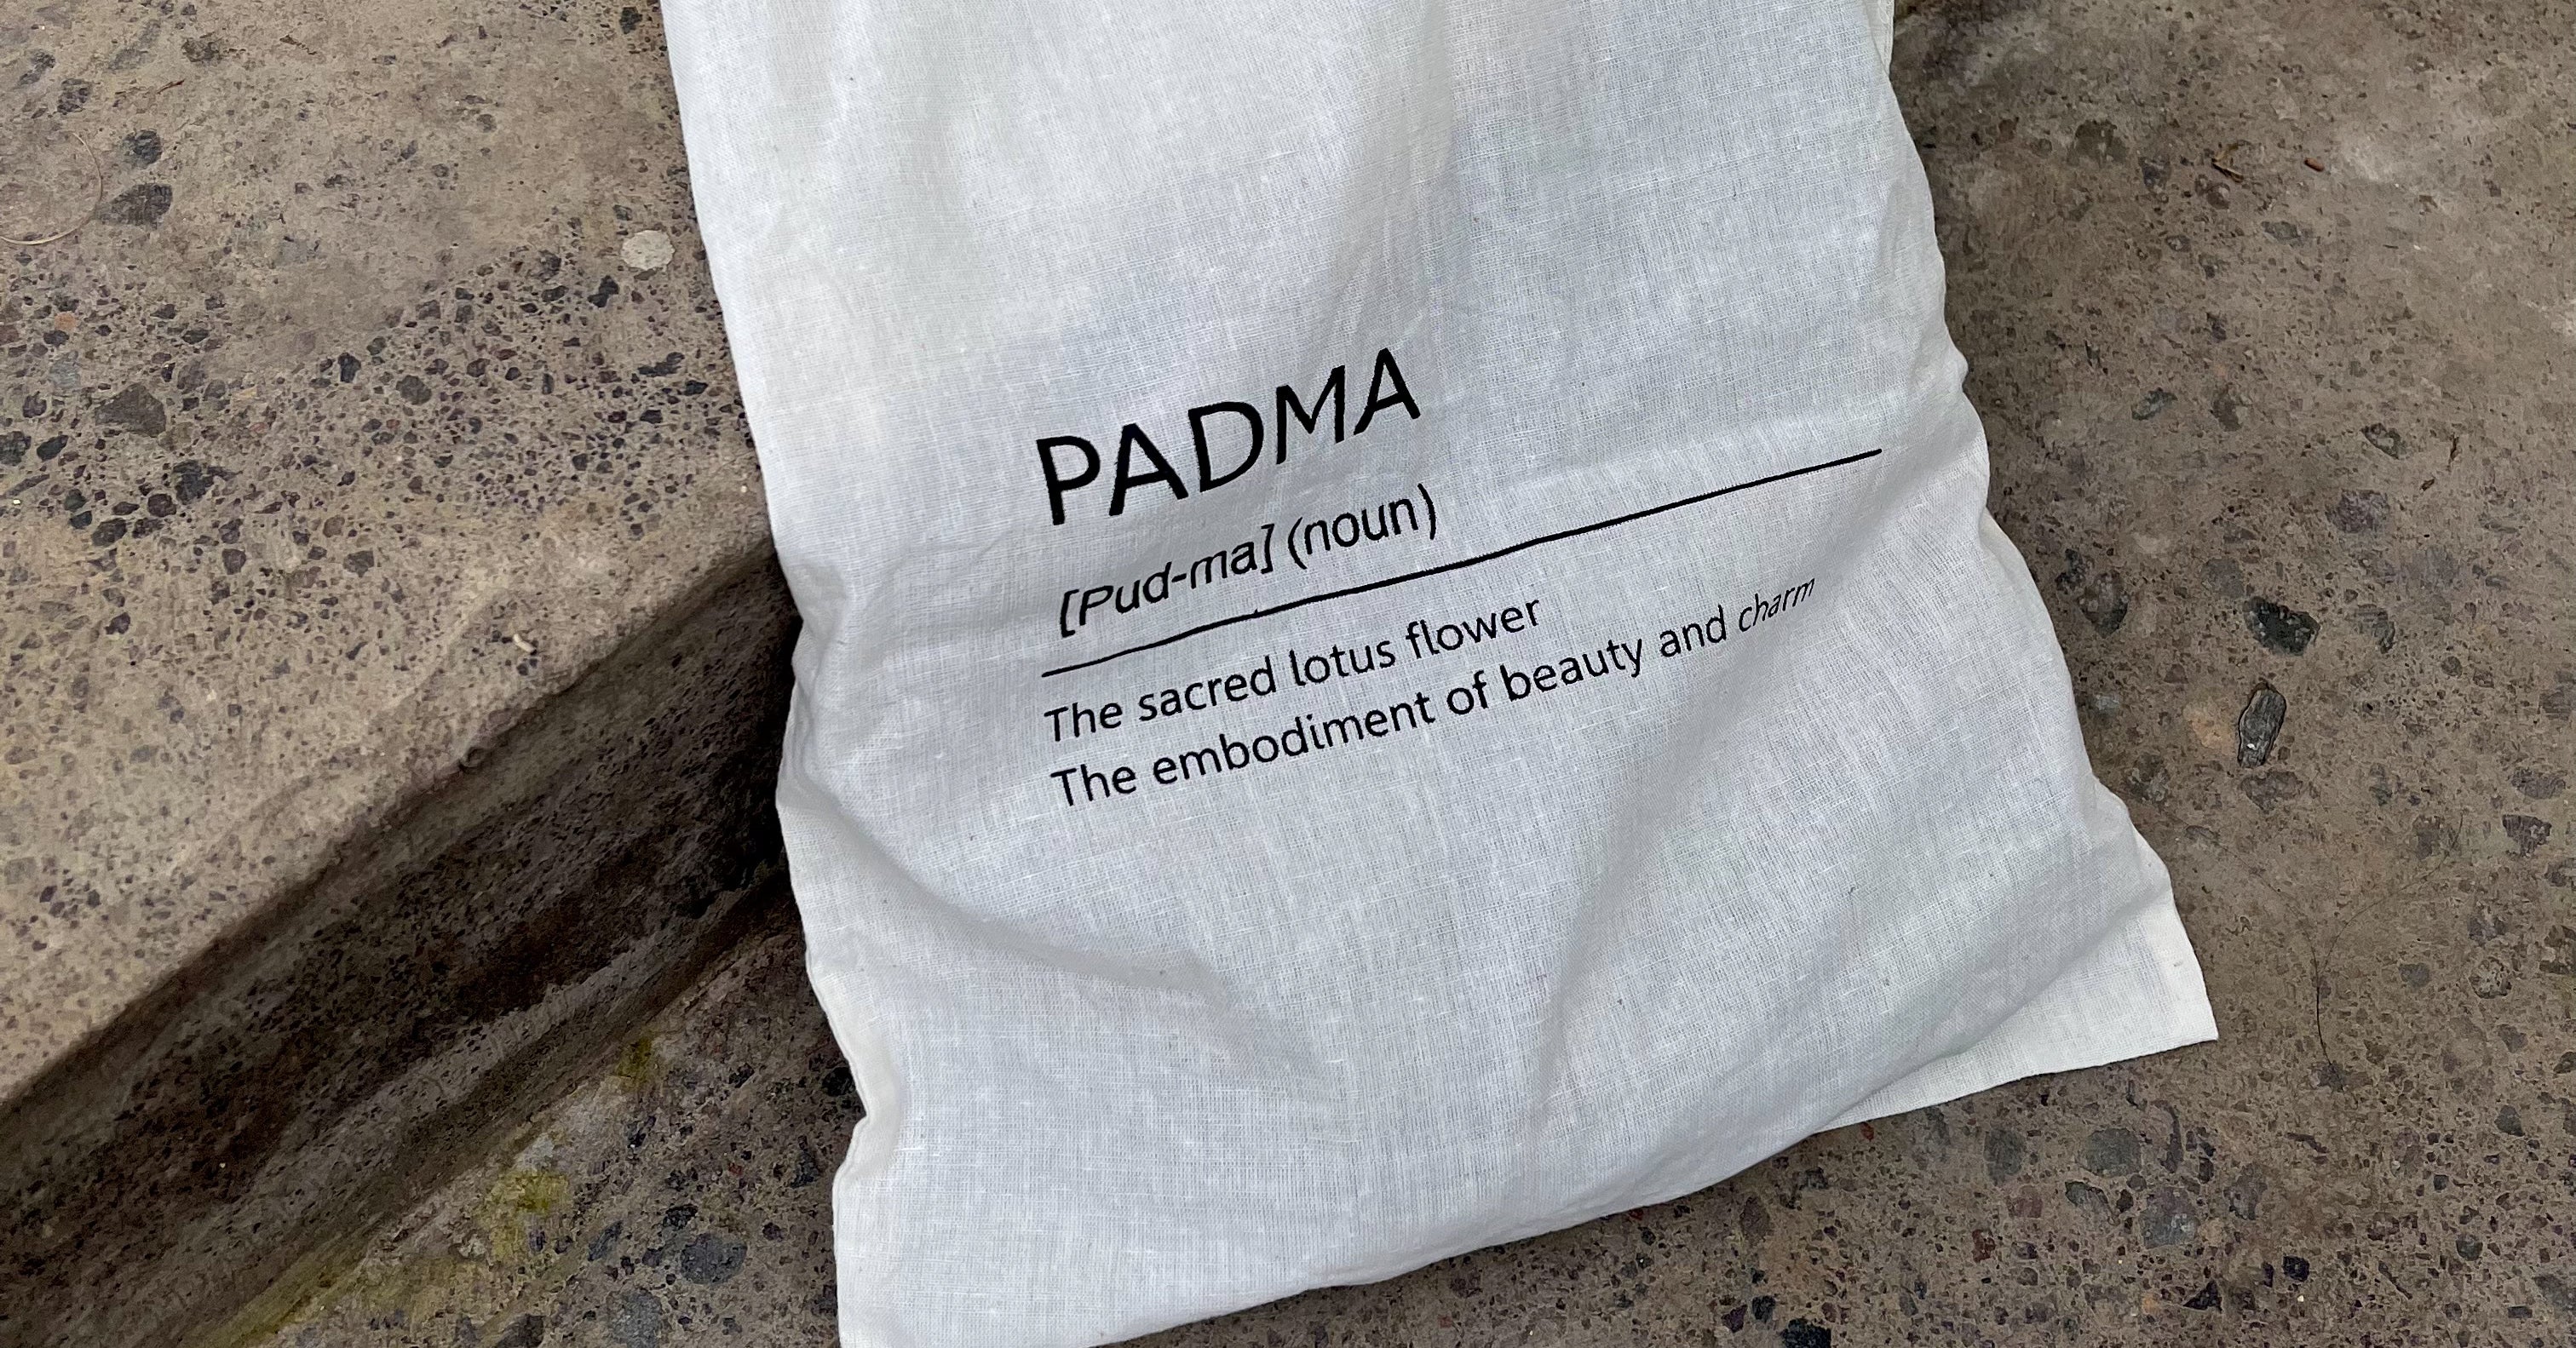 PADMA
[Pud-ma] (noun)
The sacred lotus flower
The embodiment of beauty and charm